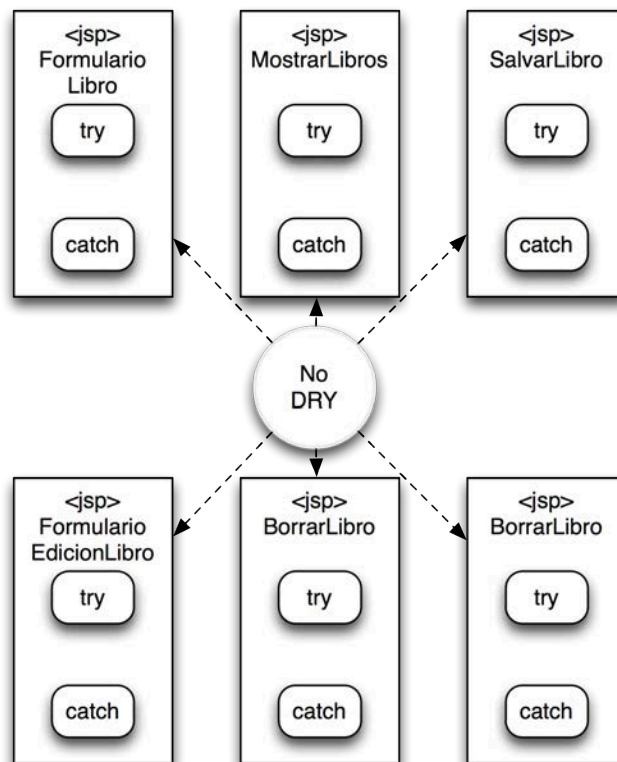 <jsp>
Formulario
Libro
try
catch
<jsp>
MostrarLibros
try
catch
<jsp>
SalvarLibro
try
catch
No
DRY
<jsp>
Formulario
EdicionLibro
try
catch
<jsp>
BorrarLibro
try
catch
<jsp>
BorrarLibro
try
catch